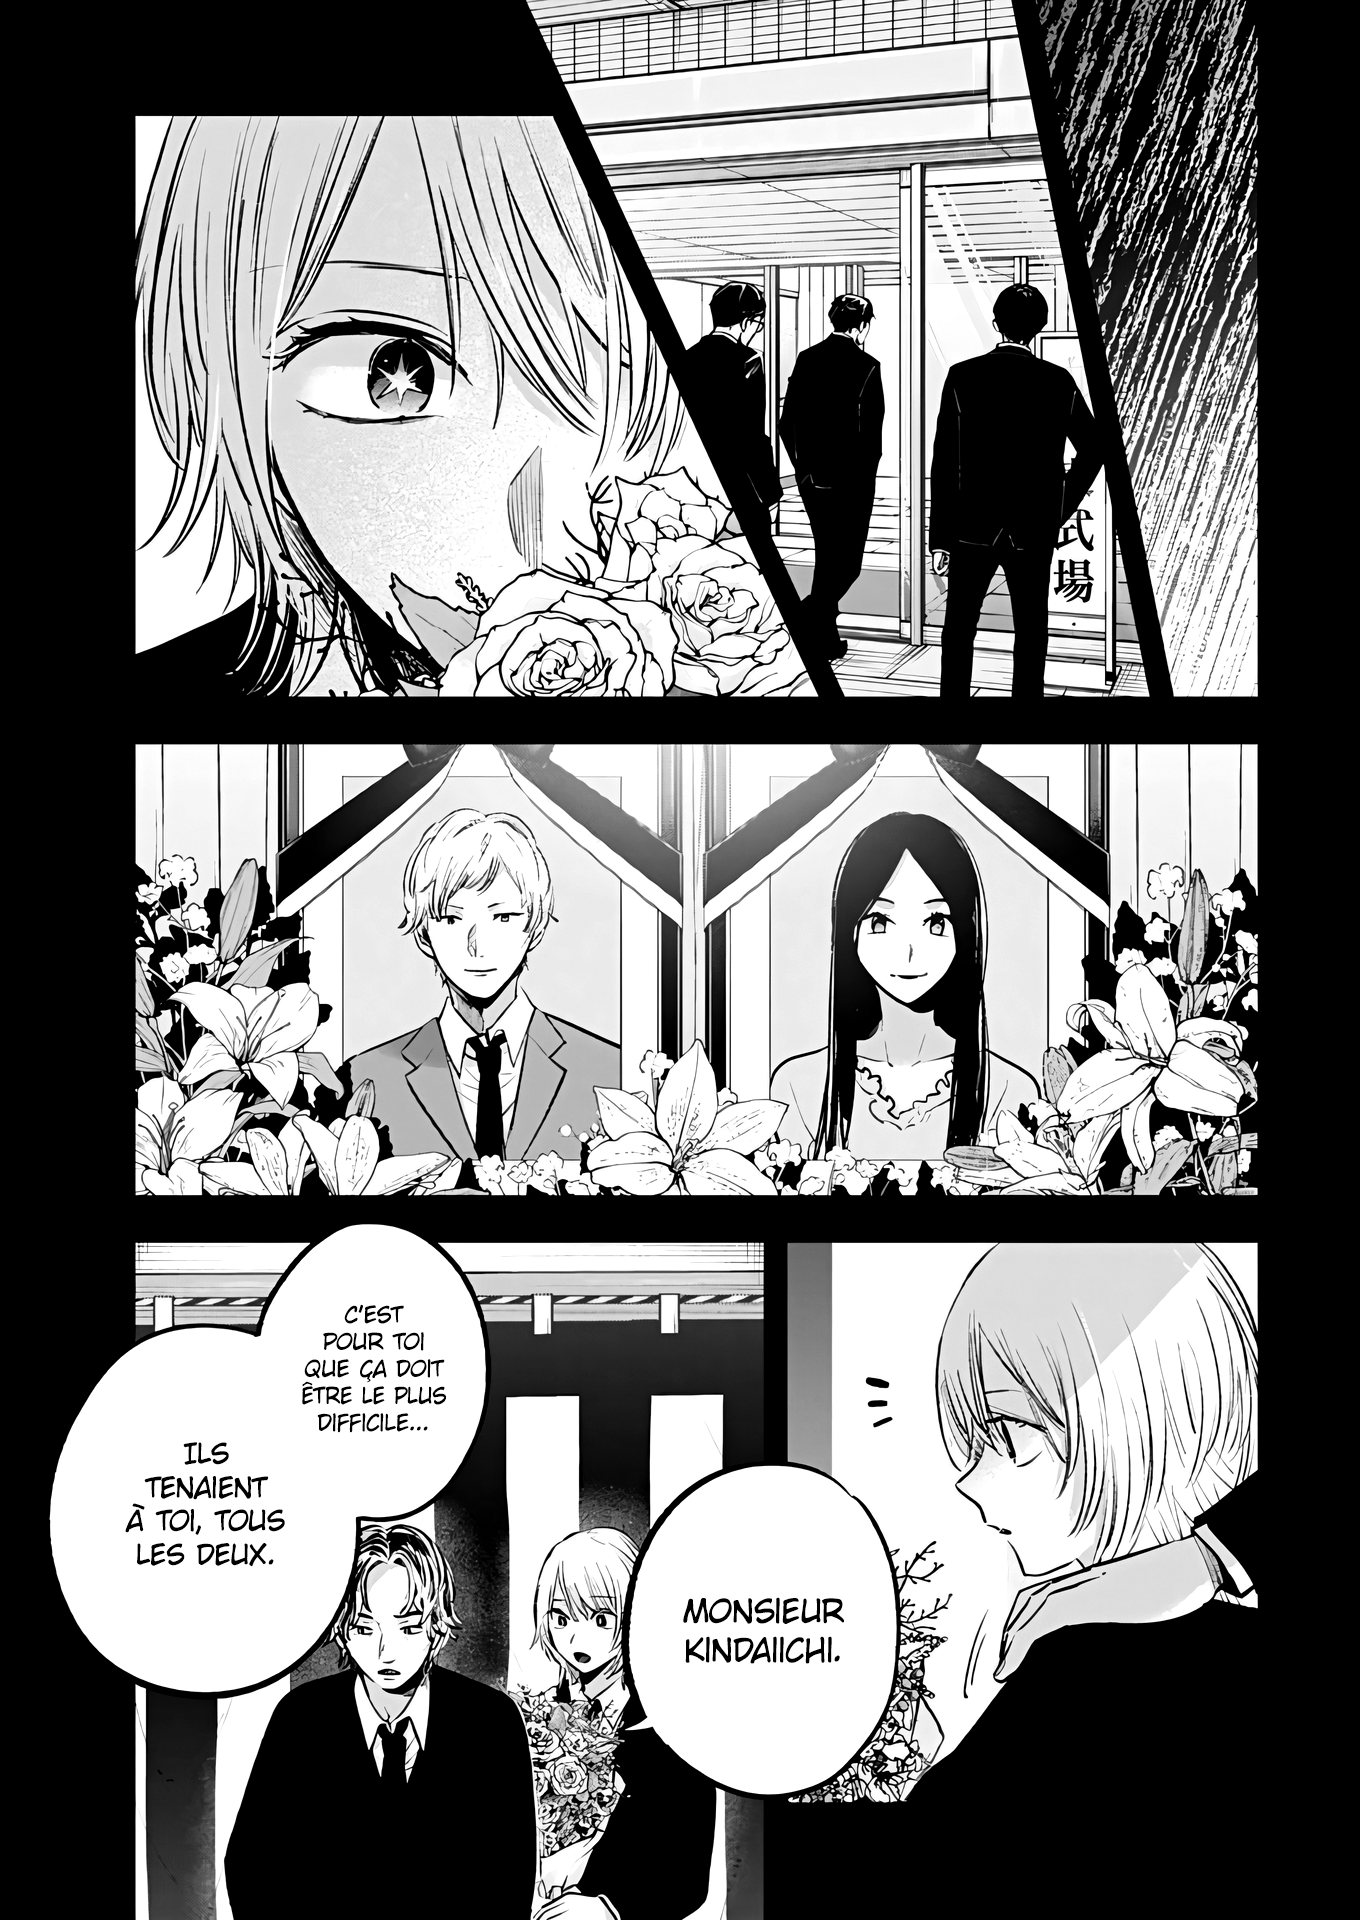 式
場
MONSIEUR
KINDAIICHI.
C'EST
POUR TOI
QUE ÇA DOIT
ÊTRE LE PLUS
DIFFICILE...
ILS
TENAIENT
À TOI, TOUS
LES DEUX.